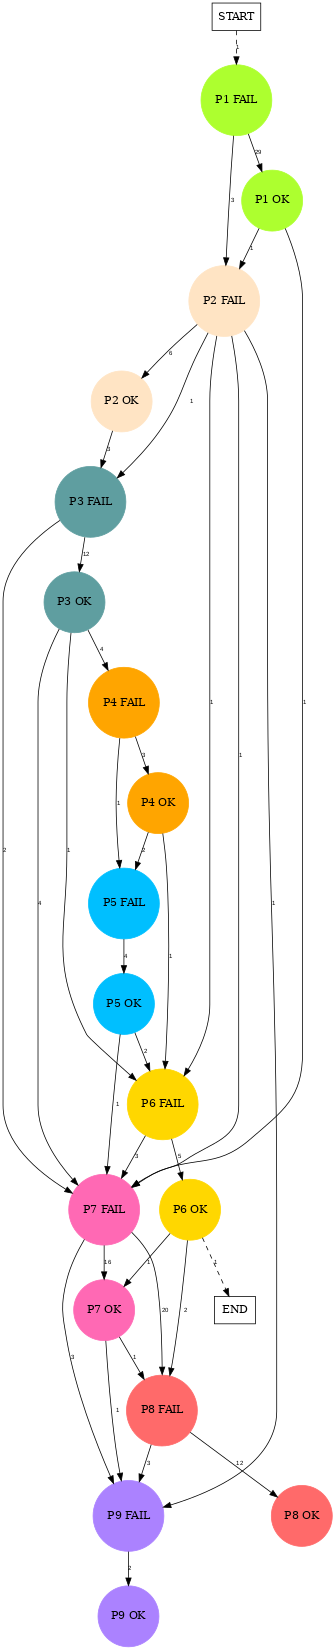 START
1
P1 FAIL
3
29
P1 OK
1
P2 FAIL
6
1
P2 OK
3
P3 FAIL
12
P3 OK
4
P4 FAIL
1
1
1
3
P4 OK
2
4
1
1
2
P5 FAIL
1
1
4
P5 OK
1
2
P6 FAIL
3
5
P7 FAIL
P6 OK
16
1
1
20
2
P7 OK
END
3
1
1
P8 FAIL
3
12
P9 FAIL
P8 OK
2
P9 OK